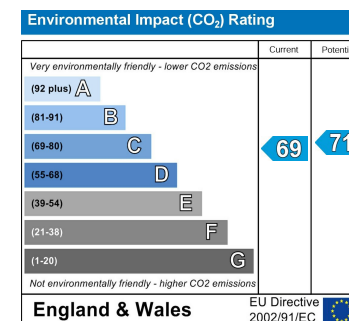 Environmental Impact (CO₂) Rating
Current
Very environmentally friendly - lower CO2 emissions
(92 plus) A
(81-91) B
(69-80) C
69
71
(55-68) D
(39-54) E
(21-38) F
(1-20) G
Not environmentally friendly - higher CO2 emissions
England & Wales
EU Directive
2002/91/EC